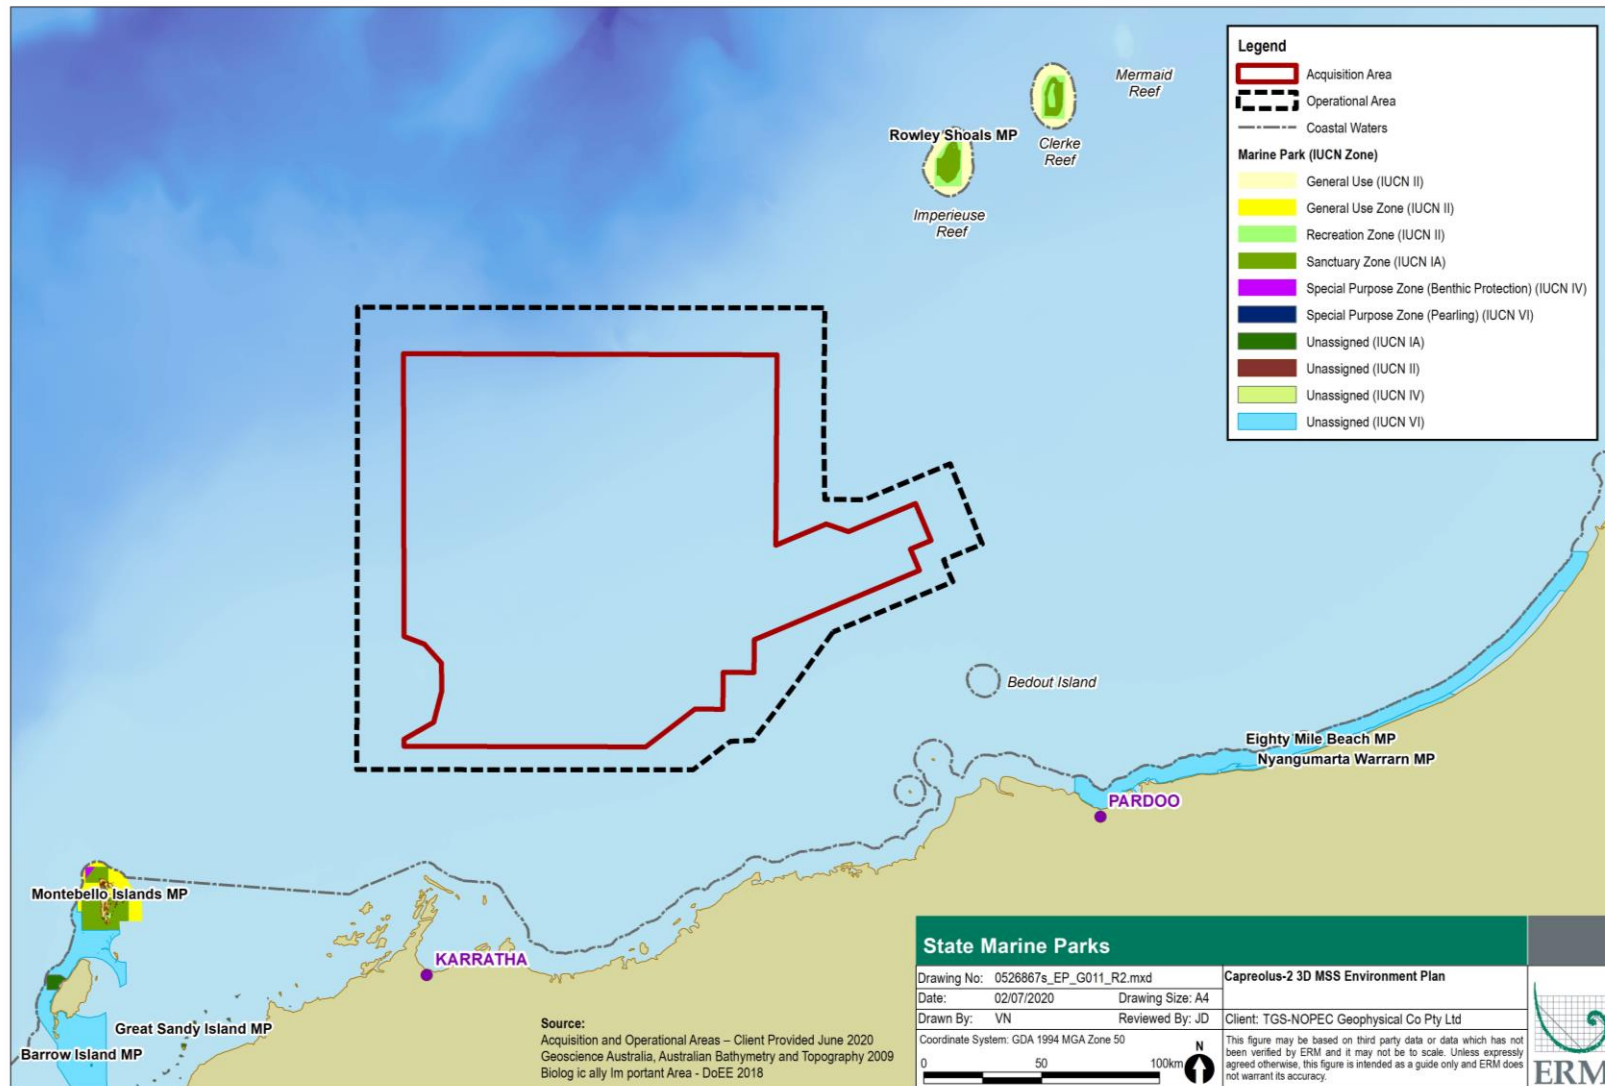 Legend
Acquisition Area
Operational Area
Coastal Waters
Marine Park (IUCN Zone)
General Use (IUCN II)
General Use Zone (IUCN II)
Recreation Zone (IUCN II)
Sanctuary Zone (IUCN IA)
Special Purpose Zone (Benthic Protection) (IUCN IV)
Special Purpose Zone (Pearling) (IUCN VI)
Unassigned (IUCN IA)
Unassigned (IUCN II)
Unassigned (IUCN IV)
Unassigned (IUCN VI)
Mermaid
Reef
Rowley Shoals MP
Clerke
Reef
Imperieuse
Reef
Bedout Island
Eighty Mile Beach MP
Nyangumarta Warrarn MP
PARDOO
Montebello Islands MP
KARRATHA
Great Sandy Island MP
Barrow Island MP
Source:
Acquisition and Operational Areas – Client Provided June 2020
Geoscience Australia, Australian Bathymetry and Topography 2009
Biolog ic ally Im portant Area - DoEE 2018
State Marine Parks
Drawing No: 0526867s_EP_G011_R2.mxd
Date: 02/07/2020 Drawing Size: A4
Drawn By: VN Reviewed By: JD
Coordinate System: GDA 1994 MGA Zone 50
0 50 100km
N
Capreolus-2 3D MSS Environment Plan
Client: TGS-NOPEC Geophysical Co Pty Ltd
This figure may be based on third party data or data which has not
been verified by ERM and it may not be to scale. Unless expressly
agreed otherwise, this figure is intended as a guide only and ERM does
not warrant its accuracy.
ERM